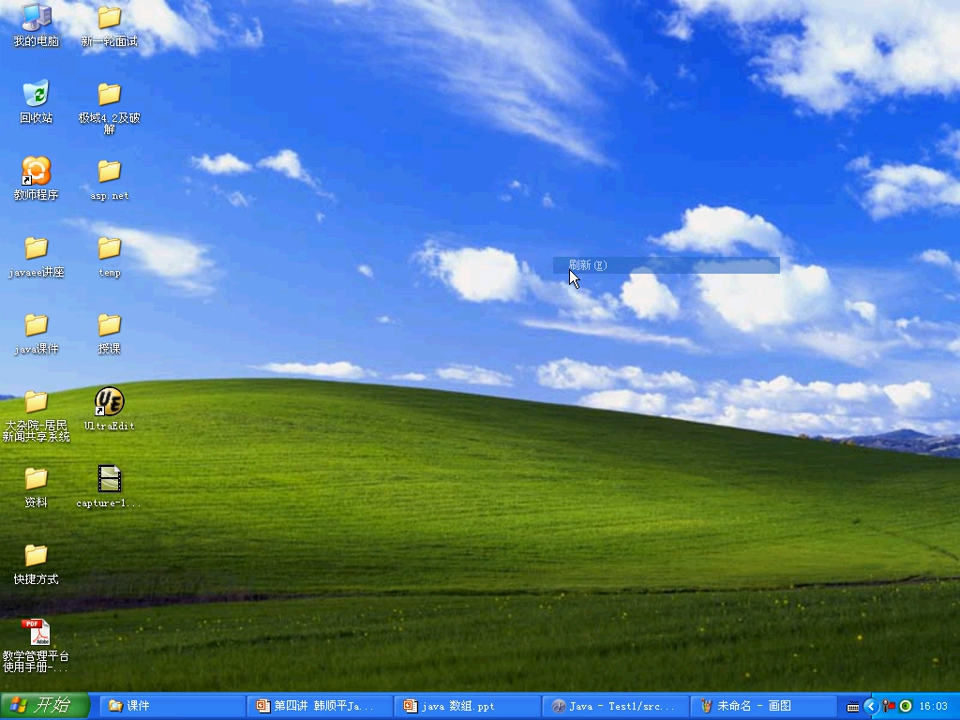 我的电脑
新一轮面试
回收站
极域4.2及破
解
教师程序
asp.net
javaee讲座
temp
java课件
授课
大杂院-居民
新闻共享系统
UltraEdit
资料
capture-1...
快捷方式
PDF
Adobe
教学管理平台
使用手册-...
刷新(E)
开始
课件
第四讲 韩顺平Ja...
java 数组.ppt
Java - Test1/src...
未命名 - 画图
16:03